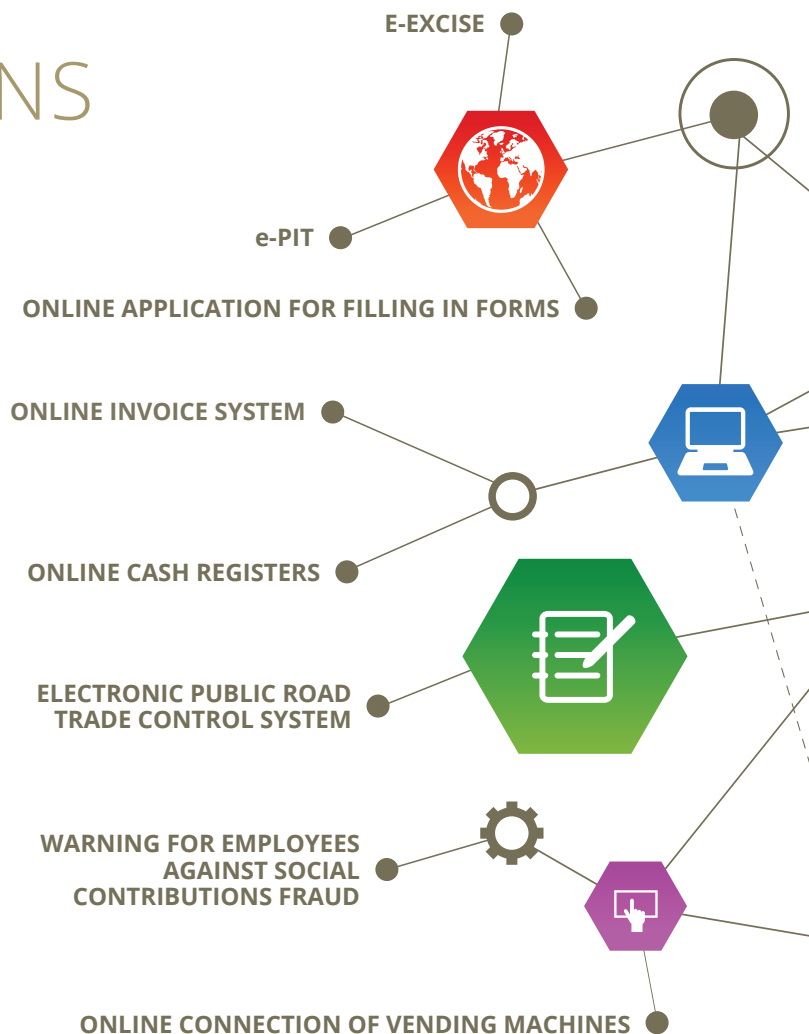 NS
E-EXCISE
e-PIT
ONLINE APPLICATION FOR FILLING IN FORMS
ONLINE INVOICE SYSTEM
ONLINE CASH REGISTERS
ELECTRONIC PUBLIC ROAD
TRADE CONTROL SYSTEM
WARNING FOR EMPLOYEES
AGAINST SOCIAL
CONTRIBUTIONS FRAUD
ONLINE CONNECTION OF VENDING MACHINES